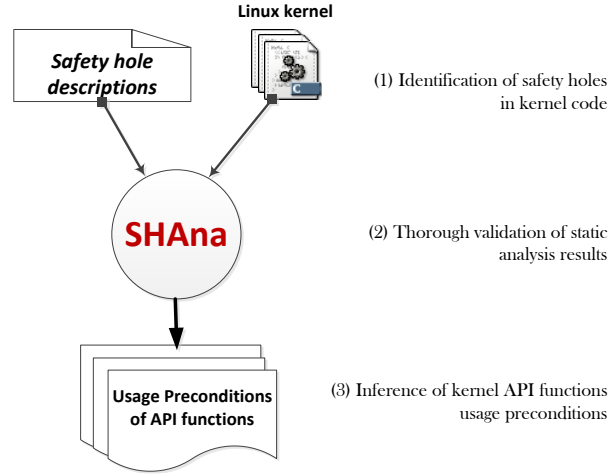 Linux kernel
Safety hole
descriptions
C
(1) Identification of safety holes
in kernel code
SHAna
(2) Thorough validation of static
analysis results
Usage Preconditions
of API functions
(3) Inference of kernel API functions
usage preconditions